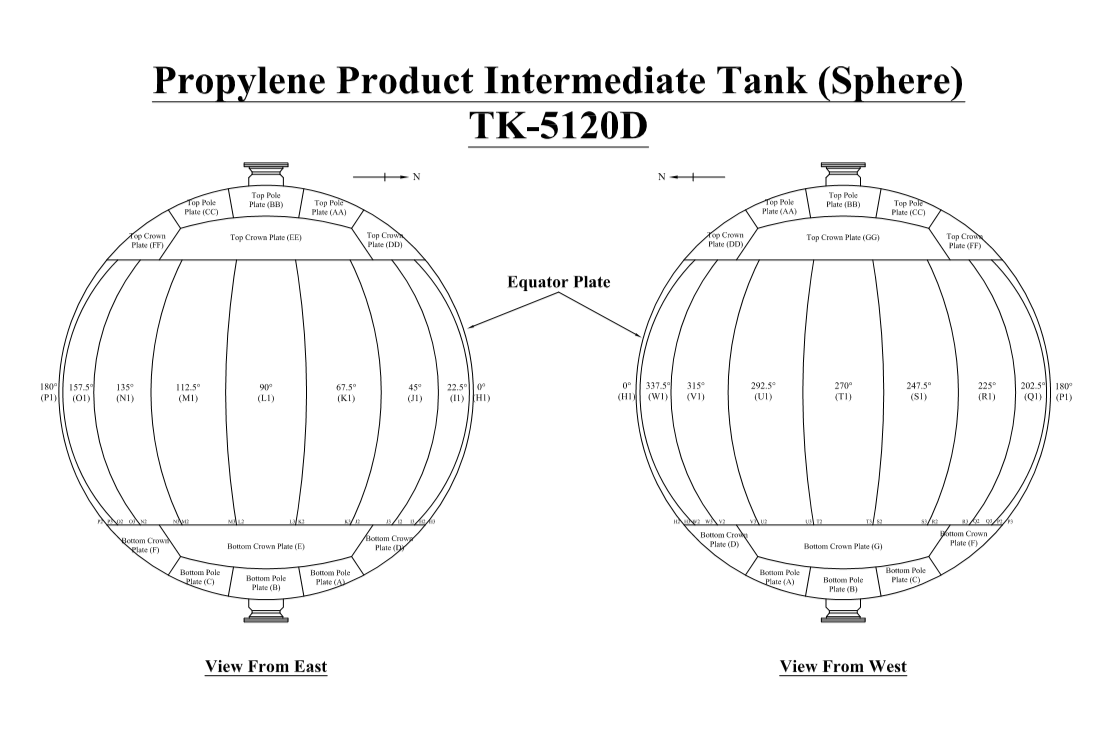 Propylene Product Intermediate Tank (Sphere)
TK-5120D
N
Top Pole
Plate (CC)
Top Pole
Plate (BB)
Top Pole
Plate (AA)
Top Crown
Plate (FF)
Top Crown Plate (EE)
Top Crown
Plate (DD)
180°
(P1)
157.5°
(O1)
135°
(N1)
112.5°
(M1)
90°
(L1)
67.5°
(K1)
45°
(J1)
22.5°
(I1)
0°
(H1)
Bottom Crown
Plate (F)
Bottom Crown Plate (E)
Bottom Crown
Plate (D)
Bottom Pole
Plate (C)
Bottom Pole
Plate (B)
Bottom Pole
Plate (A)
View From East
Equator Plate
N
Top Pole
Plate (AA)
Top Pole
Plate (BB)
Top Pole
Plate (CC)
Top Crown
Plate (DD)
Top Crown Plate (GG)
Top Crown
Plate (FF)
0°
(H1)
337.5°
(W1)
315°
(V1)
292.5°
(U1)
270°
(T1)
247.5°
(S1)
225°
(R1)
202.5°
(Q1)
180°
(P1)
Bottom Crown
Plate (D)
Bottom Crown Plate (G)
Bottom Crown
Plate (F)
Bottom Pole
Plate (A)
Bottom Pole
Plate (B)
Bottom Pole
Plate (C)
View From West